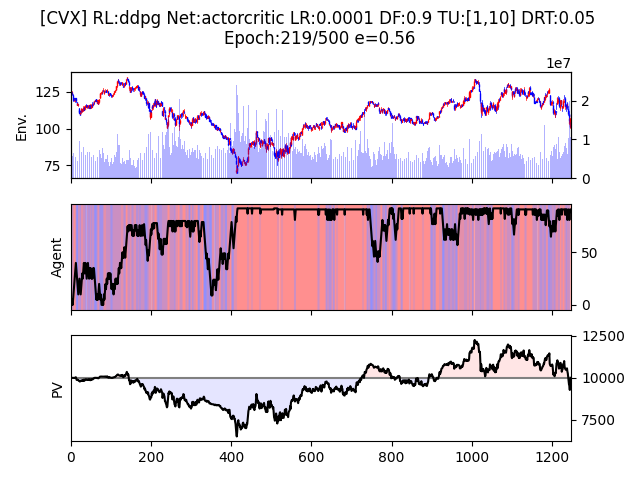 [CVX] RL:ddpg Net:actorcritic LR:0.0001 DF:0.9 TU:[1,10] DRT:0.05
Epoch:219/500 e=0.56
1e7
Env.
125
100
75
2
1
0
Agent
50
0
PV
12500
10000
7500
0 200 400 600 800 1000 1200